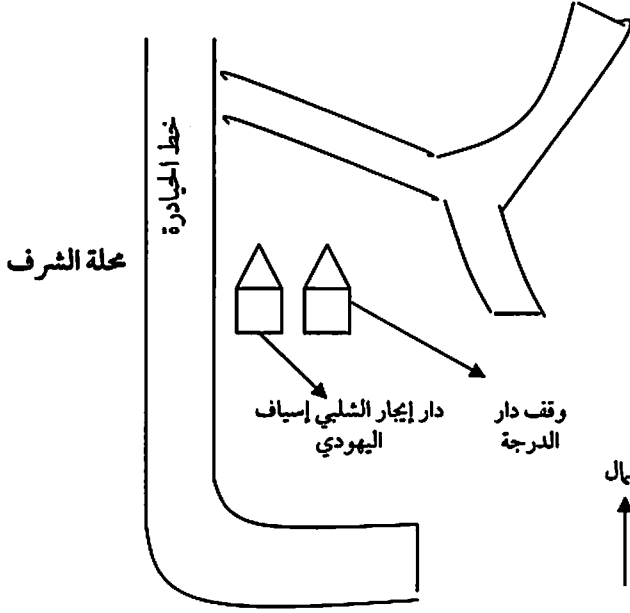 خط الحيادرة
محلة الشرف
دار إيجار الشلبي إسياف
اليهودي
وقف دار
الدرجة